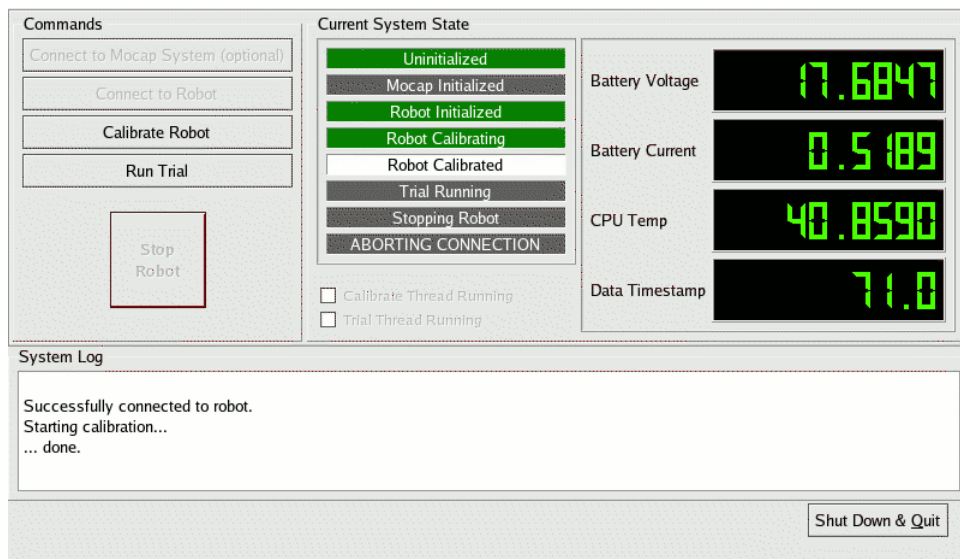 Commands
Connect to Mocap System (optional)
Connect to Robot
Calibrate Robot
Run Trial
Stop
Robot
Current System State
Uninitialized
Mocap Initialized
Robot Initialized
Robot Calibrating
Robot Calibrated
Trial Running
Stopping Robot
ABORTING CONNECTION
Calibrate Thread Running
Trial Thread Running
Battery Voltage 17.6847
Battery Current 0.5189
CPU Temp 40.8590
Data Timestamp 71.0
System Log
Successfully connected to robot.
Starting calibration...
... done.
Shut Down & Quit